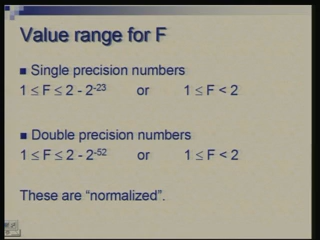 Value range for F
■ Single precision numbers
1 ≤ F ≤ 2 - 2⁻²³ or 1 ≤ F < 2
■ Double precision numbers
1 ≤ F ≤ 2 - 2⁻⁵² or 1 ≤ F < 2
These are “normalized”.